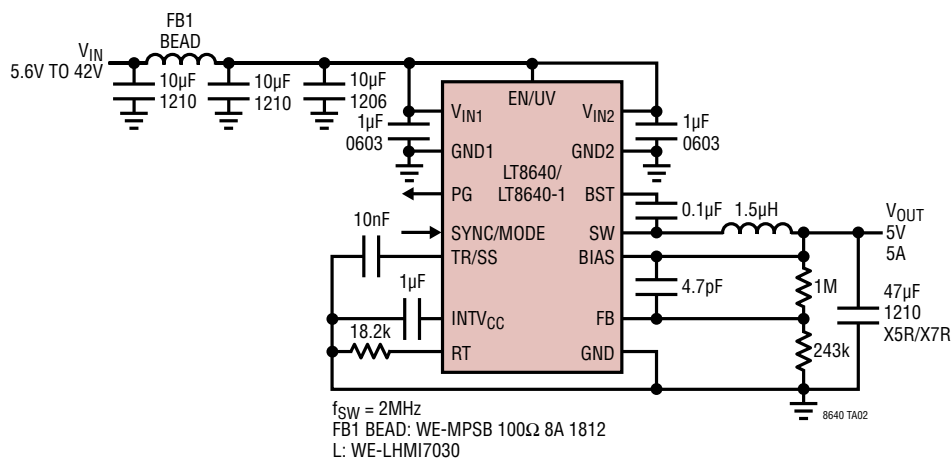 FB1
BEAD
VIN
5.6V TO 42V
10µF
1210
10µF
1210
10µF
1206
EN/UV
VIN1
VIN2
1µF
0603
1µF
0603
GND1
GND2
LT8640/
LT8640-1
PG
BST
10nF
0.1µF
1.5µH
VOUT
5V
5A
SYNC/MODE
SW
TR/SS
BIAS
1µF
4.7pF
1M
47µF
1210
X5R/X7R
INTVCC
FB
18.2k
243k
RT
GND
8640 TA02
fSW = 2MHz
FB1 BEAD: WE-MPSB 100Ω 8A 1812
L: WE-LHMI7030